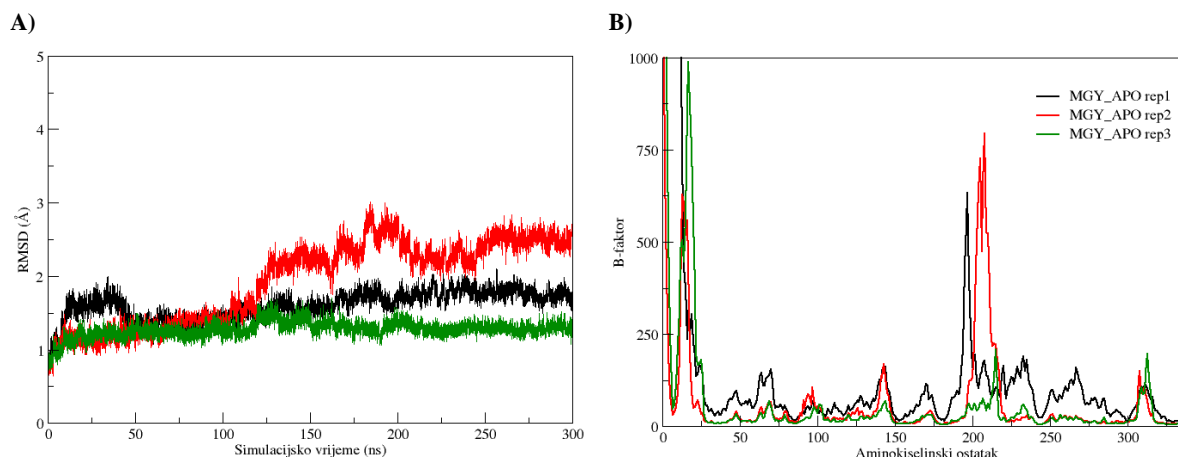 A)
RMSD (Å)
5
4
3
2
1
0
0 50 100 150 200 250 300
Simulacijsko vrijeme (ns)
B)
B-faktor
1000
750
500
250
0
0 50 100 150 200 250 300
Aminokiselinski ostatak
MGY_APO rep1
MGY_APO rep2
MGY_APO rep3